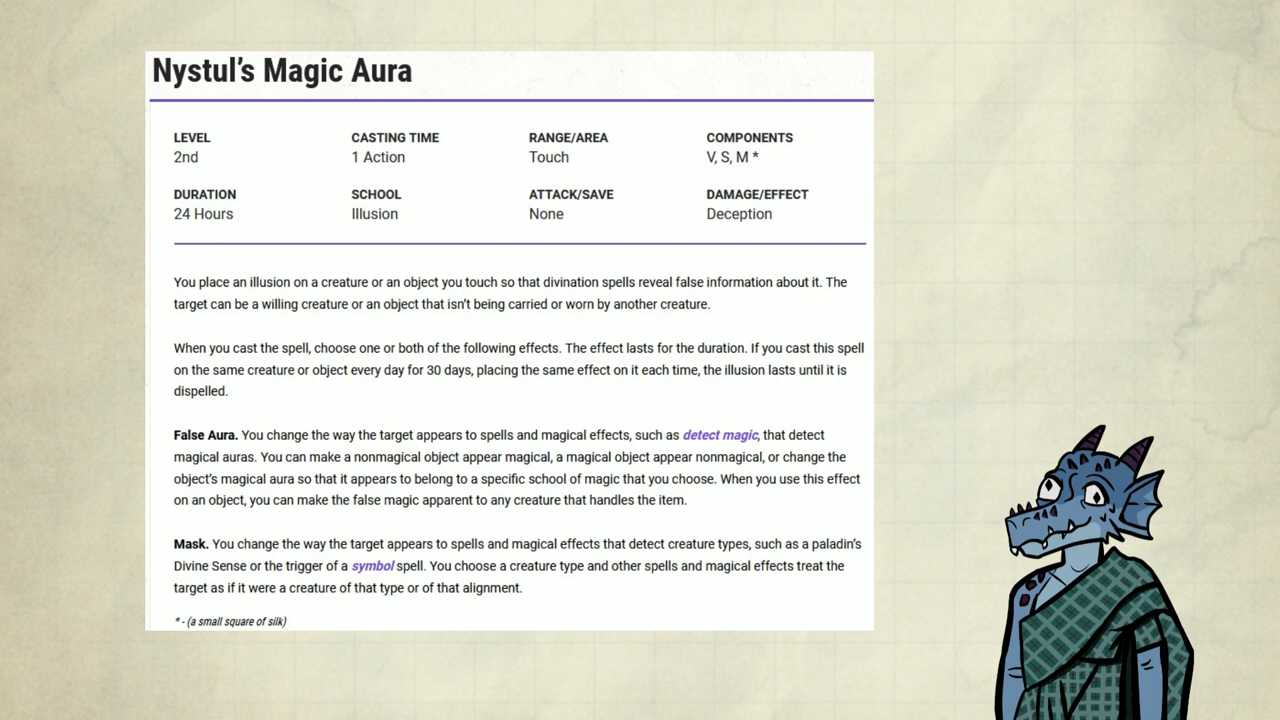 Nystul’s Magic Aura
LEVEL CASTING TIME RANGE/AREA COMPONENTS
2nd 1 Action Touch V, S, M *
DURATION SCHOOL ATTACK/SAVE DAMAGE/EFFECT
24 Hours Illusion None Deception
You place an illusion on a creature or an object you touch so that divination spells reveal false information about it. The
target can be a willing creature or an object that isn’t being carried or worn by another creature.
When you cast the spell, choose one or both of the following effects. The effect lasts for the duration. If you cast this spell
on the same creature or object every day for 30 days, placing the same effect on it each time, the illusion lasts until it is
dispelled.
False Aura. You change the way the target appears to spells and magical effects, such as detect magic, that detect
magical auras. You can make a nonmagical object appear magical, a magical object appear nonmagical, or change the
object’s magical aura so that it appears to belong to a specific school of magic that you choose. When you use this effect
on an object, you can make the false magic apparent to any creature that handles the item.
Mask. You change the way the target appears to spells and magical effects that detect creature types, such as a paladin’s
Divine Sense or the trigger of a symbol spell. You choose a creature type and other spells and magical effects treat the
target as if it were a creature of that type or of that alignment.
* - (a small square of silk)